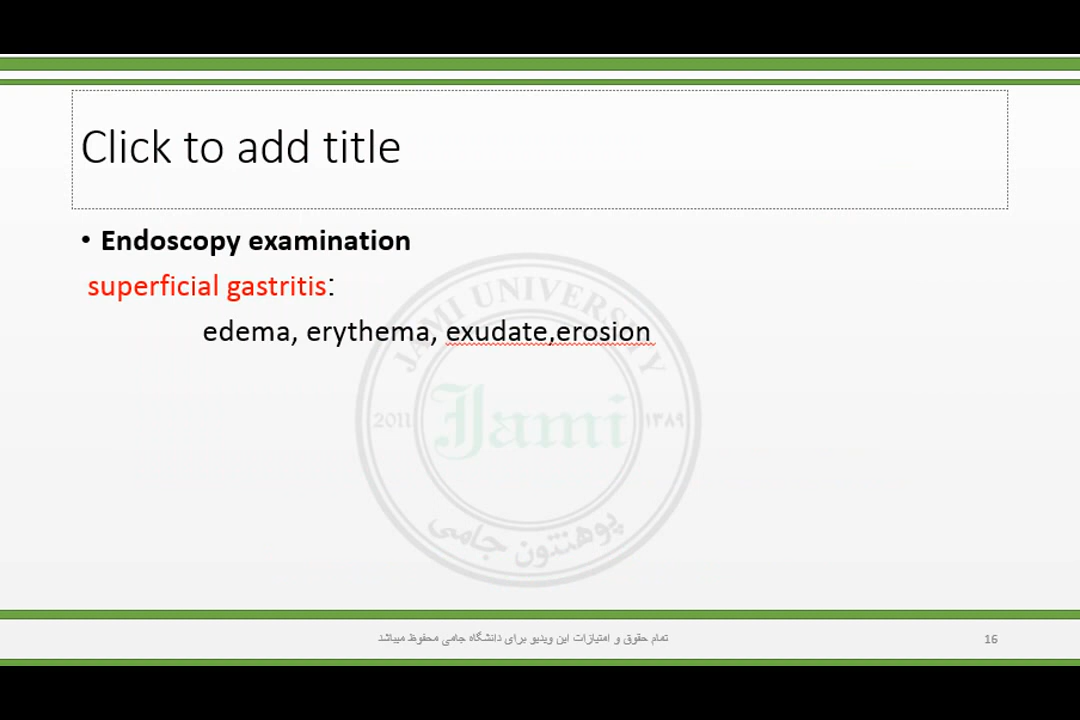 Click to add title
• Endoscopy examination
superficial gastritis:
edema, erythema, exudate,erosion
JAMI UNIVERSITY
2011
Jami
۱۳۸۹
پوهنتون جامی
تمام حقوق و امتیازات این ویدیو برای دانشگاه جامی محفوظ میباشد
16